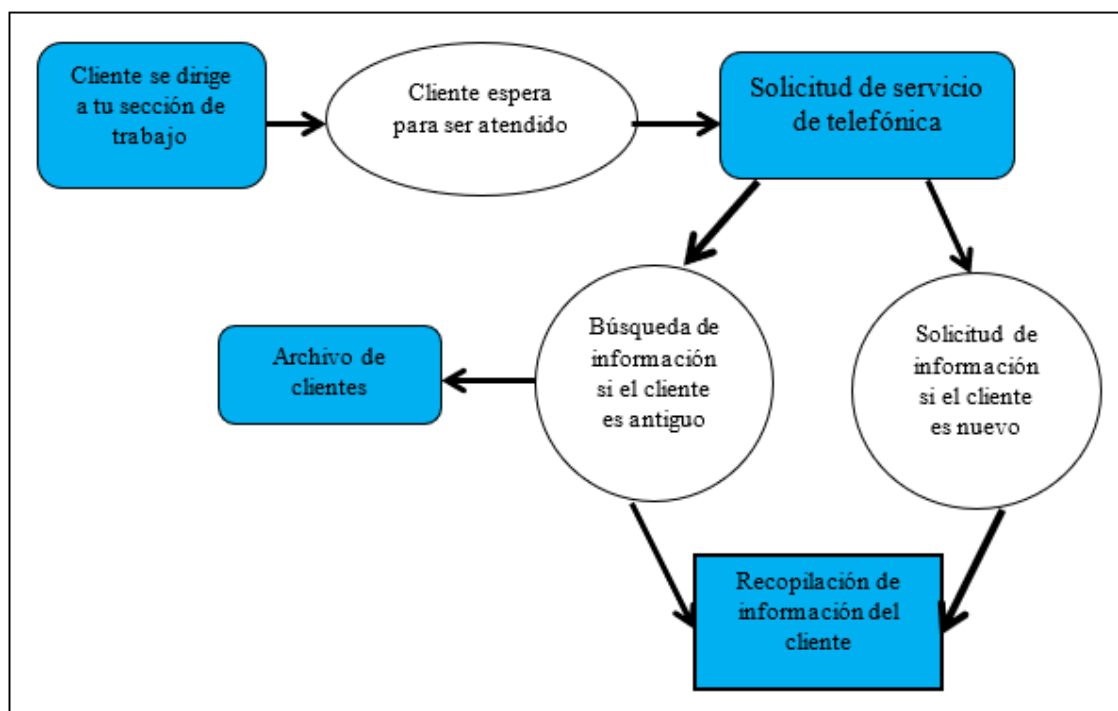 Cliente se dirige
a tu sección de
trabajo
Cliente espera
para ser atendido
Solicitud de servicio
de telefónica
Búsqueda de
información
si el cliente
es antiguo
Solicitud de
información
si el cliente
es nuevo
Archivo de
clientes
Recopilación de
información del
cliente